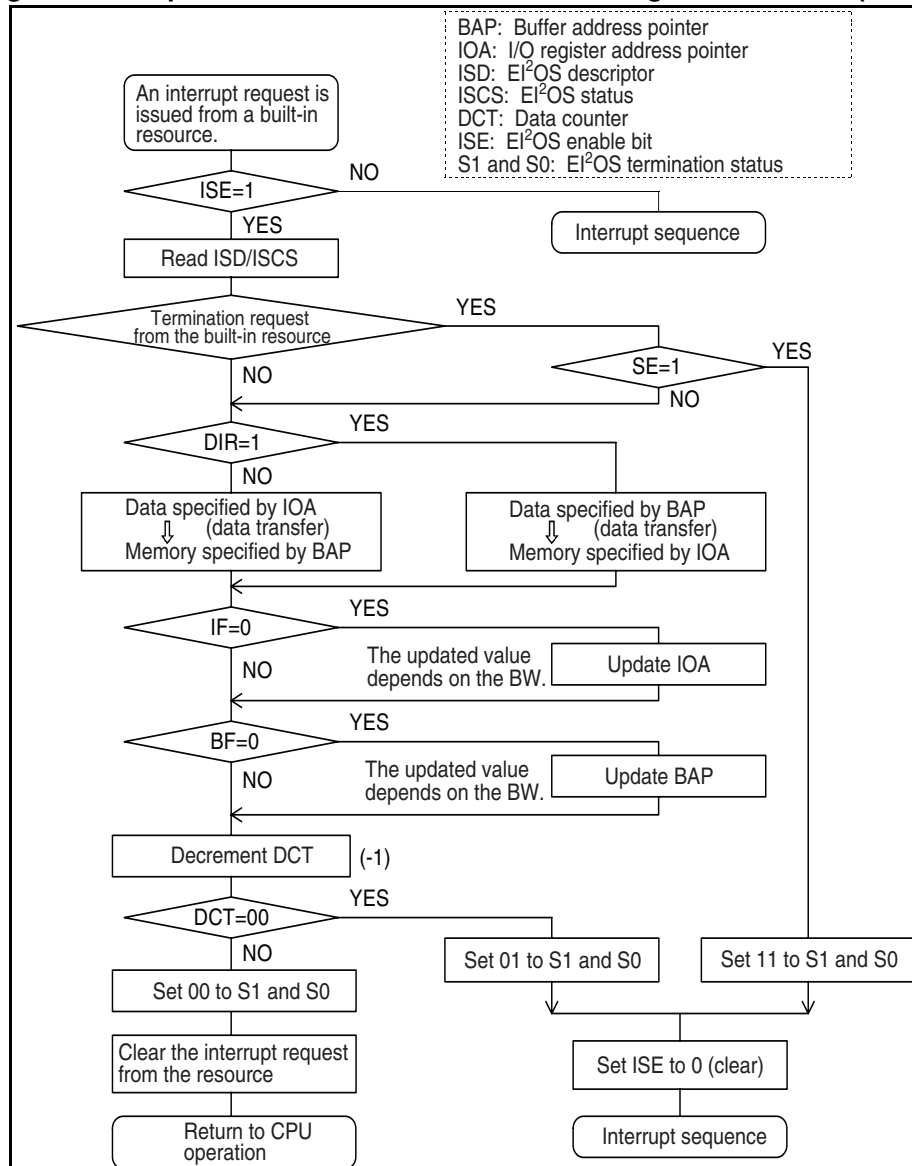 BAP: Buffer address pointer
IOA: I/O register address pointer
ISD: EI²OS descriptor
ISCS: EI²OS status
DCT: Data counter
ISE: EI²OS enable bit
S1 and S0: EI²OS termination status
An interrupt request is
issued from a built-in
resource.
ISE=1
NO
YES
Interrupt sequence
Read ISD/ISCS
Termination request
from the built-in resource
YES
NO
SE=1
YES
NO
DIR=1
YES
NO
Data specified by IOA
⇩ (data transfer)
Memory specified by BAP
Data specified by BAP
⇩ (data transfer)
Memory specified by IOA
IF=0
YES
NO
The updated value
depends on the BW.
Update IOA
BF=0
YES
NO
The updated value
depends on the BW.
Update BAP
Decrement DCT
(-1)
DCT=00
YES
NO
Set 01 to S1 and S0
Set 11 to S1 and S0
Set 00 to S1 and S0
Clear the interrupt request
from the resource
Set ISE to 0 (clear)
Return to CPU
operation
Interrupt sequence